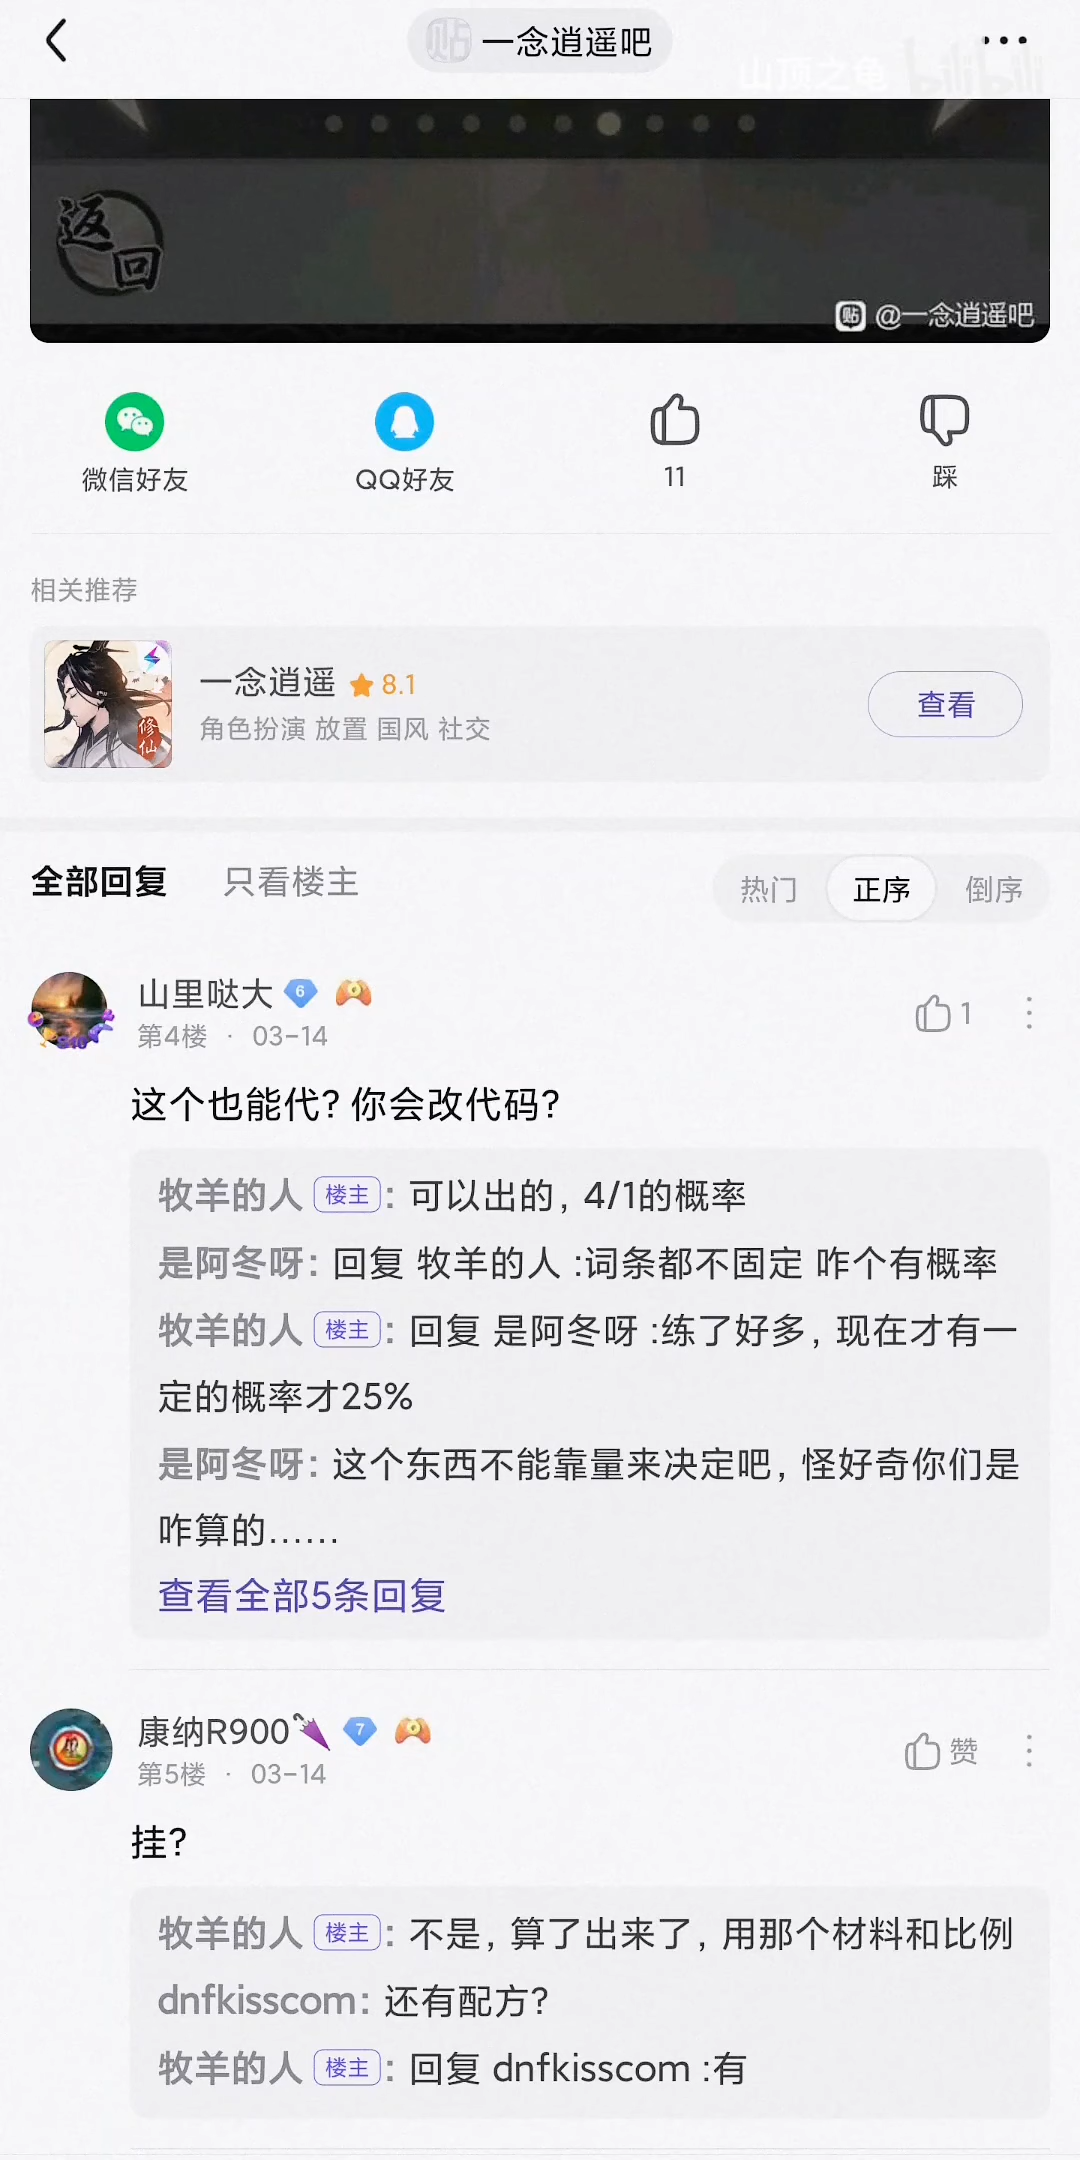 一念逍遥吧
山顶之龟 bilibili
返回
贴 @一念逍遥吧
微信好友
QQ好友
11
踩
相关推荐
一念逍遥 8.1
修仙
角色扮演 放置 国风 社交
查看
全部回复 只看楼主 热门 正序 倒序
山里哒大 6
第4楼 · 03-14
1
这个也能代? 你会改代码?
牧羊的人 楼主: 可以出的, 4/1的概率
是阿冬呀: 回复 牧羊的人 :词条都不固定 咋个有概率
牧羊的人 楼主: 回复 是阿冬呀 :练了好多, 现在才有一
定的概率才25%
是阿冬呀: 这个东西不能靠量来决定吧, 怪好奇你们是
咋算的……
查看全部5条回复
康纳R900🌂 7
第5楼 · 03-14
赞
挂?
牧羊的人 楼主: 不是, 算了出来了, 用那个材料和比例
dnfkisscom: 还有配方?
牧羊的人 楼主: 回复 dnfkisscom :有